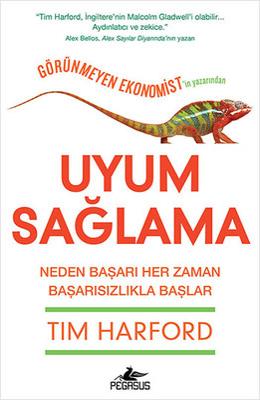 "Tim Harford, İngiltere'nin Malcolm Gladwell'i olabilir...
Aydınlatıcı ve zekice."
Alex Bellos, Alex Sayılar Diyarında'nın yazarı
GÖRÜNMEYEN EKONOMİST'in yazarından
UYUM
SAĞLAMA
NEDEN BAŞARI HER ZAMAN
BAŞARISIZLIKLA BAŞLAR
TIM HARFORD
PEGASUS